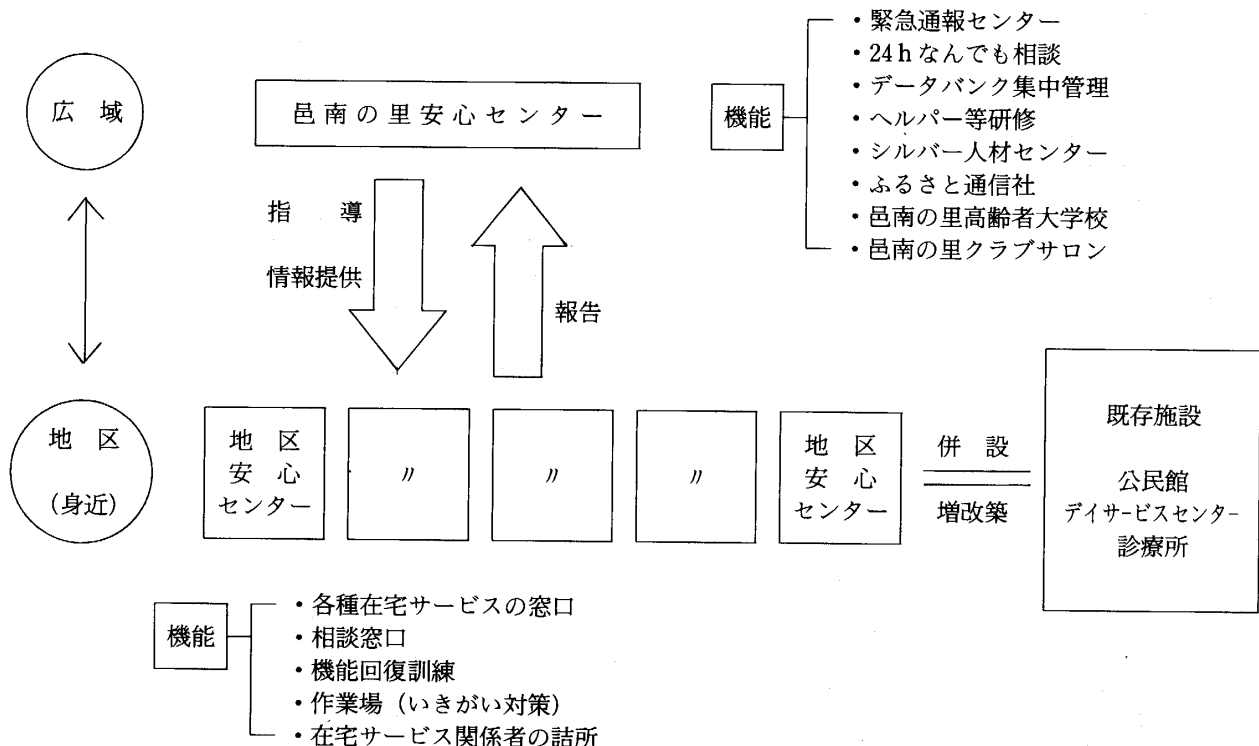 広 域
邑南の里安心センター
機能
・緊急通報センター
・24hなんでも相談
・データバンク集中管理
・ヘルパー等研修
・シルバー人材センター
・ふるさと通信社
・邑南の里高齢者大学校
・邑南の里クラブサロン
指 導
情報提供
報告
地 区
(身近)
地 区
安 心
センター
〃
〃
〃
地 区
安 心
センター
併 設
増改築
既存施設
公民館
デイサービスセンター
診療所
機能
・各種在宅サービスの窓口
・相談窓口
・機能回復訓練
・作業場（いきがい対策）
・在宅サービス関係者の詰所